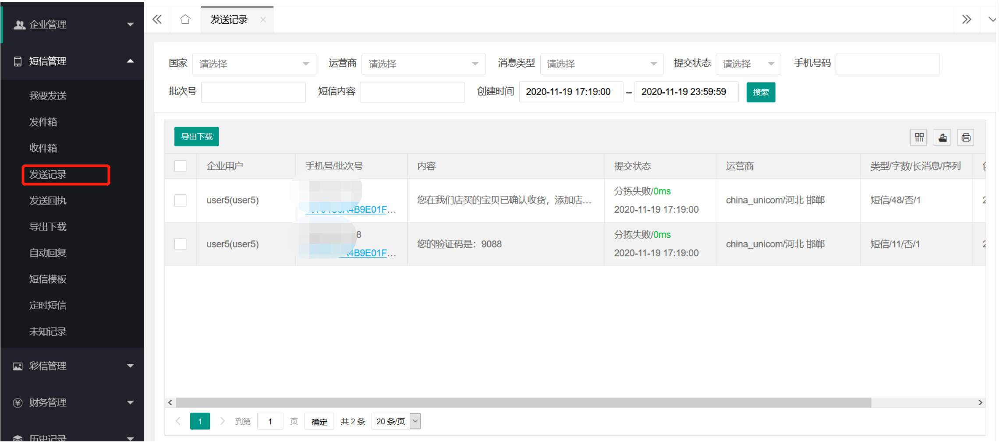 企业管理
短信管理
我要发送
发件箱
收件箱
发送记录
发送回执
导出下载
自动回复
短信模板
定时短信
未知记录
彩信管理
财务管理
历史记录
发送记录
国家 请选择 运营商 请选择 消息类型 请选择 提交状态 请选择 手机号码
批次号 短信内容 创建时间 2020-11-19 17:19:00 -- 2020-11-19 23:59:59 搜索
导出下载
企业用户 手机号/批次号 内容 提交状态 运营商 类型/字数/长消息/序列
user5(user5) A4B9E01F... 您在我们店买的宝贝已确认收货，添加店... 分拣失败/0ms china_unicom/河北 邯郸 短信/48/否/1
2020-11-19 17:19:00
user5(user5) 8 您的验证码是：9088 分拣失败/0ms china_unicom/河北 邯郸 短信/11/否/1
A4B9E01F... 2020-11-19 17:19:00
1 到第 1 页 确定 共 2 条 20 条/页